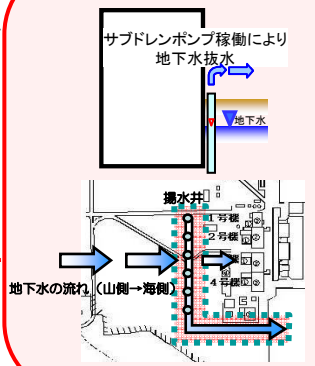 サブドレンポンプ稼働により
地下水抜水
地下水
揚水井
1号機
2号機
4号機
地下水の流れ（山側→海側）